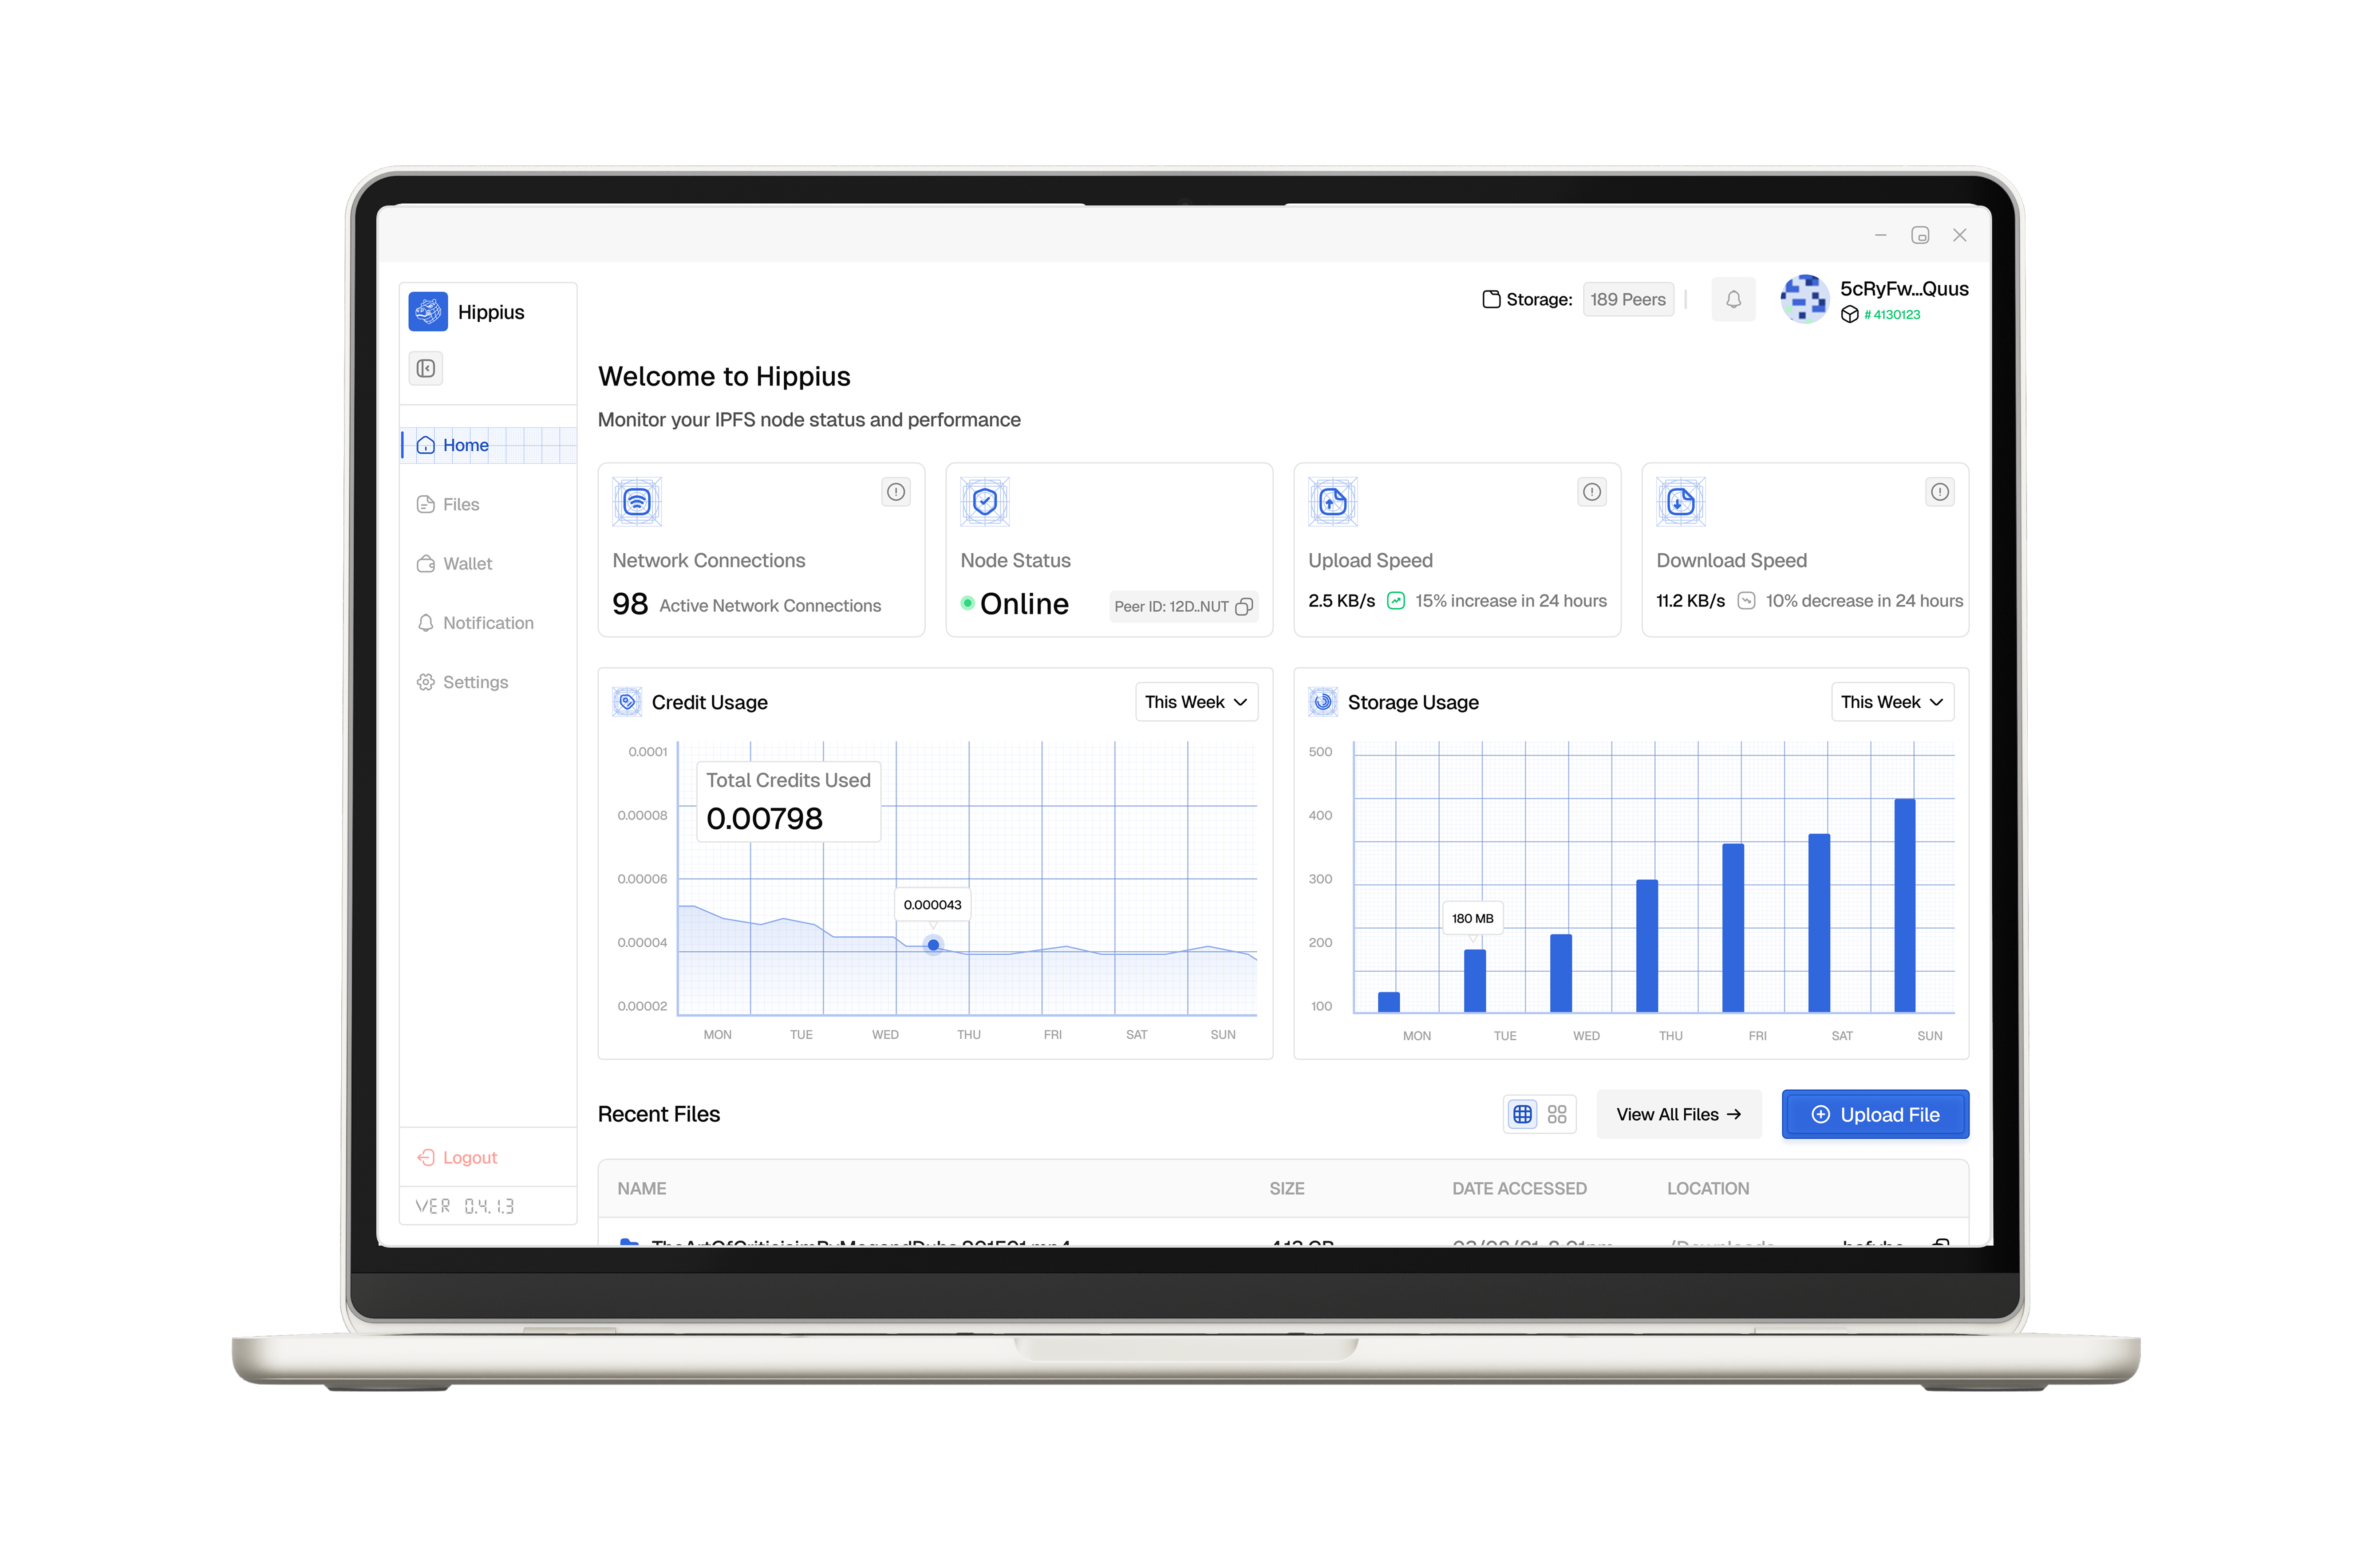 Hippius
Storage: 189 Peers
5cRyFw...Quus
# 4130123
Home
Files
Wallet
Notification
Settings
Logout
VER 0.4.1.3
Welcome to Hippius
Monitor your IPFS node status and performance
Network Connections
98 Active Network Connections
Node Status
Online
Peer ID: 12D..NUT
Upload Speed
2.5 KB/s 15% increase in 24 hours
Download Speed
11.2 KB/s 10% decrease in 24 hours
Credit Usage
This Week
0.0001
0.00008
0.00006
0.00004
0.00002
Total Credits Used
0.00798
0.000043
MON TUE WED THU FRI SAT SUN
Storage Usage
This Week
500
400
300
200
100
180 MB
MON TUE WED THU FRI SAT SUN
Recent Files
View All Files →
Upload File
NAME SIZE DATE ACCESSED LOCATION